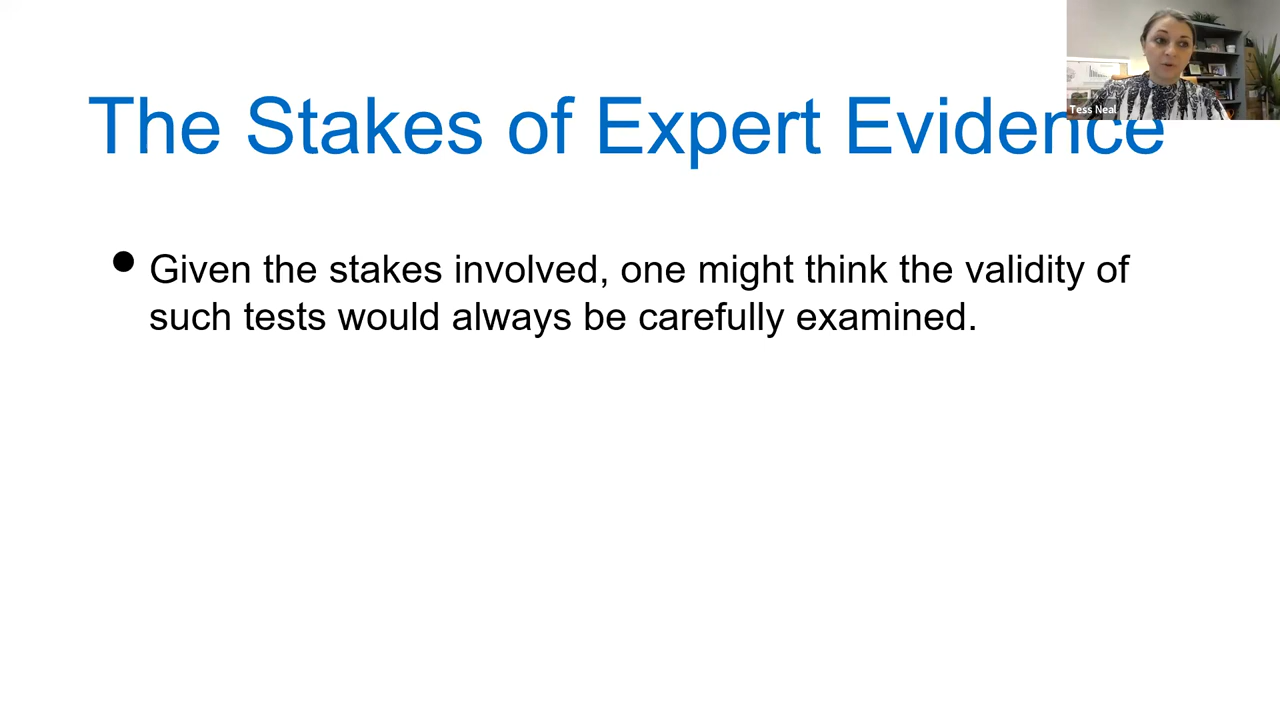 The Stakes of Expert Evidence
Tess Neal
• Given the stakes involved, one might think the validity of
such tests would always be carefully examined.